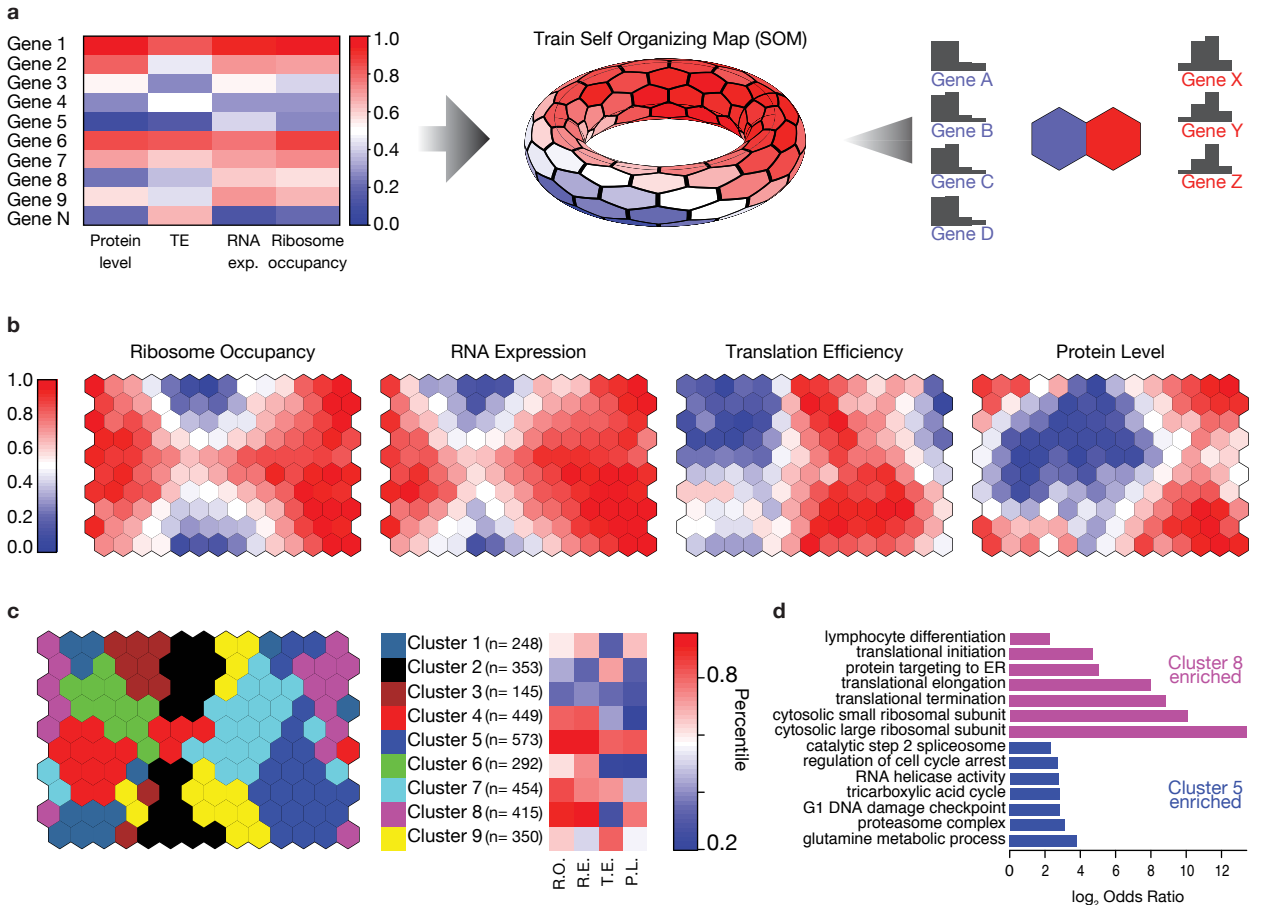 a
Gene 1
Gene 2
Gene 3
Gene 4
Gene 5
Gene 6
Gene 7
Gene 8
Gene 9
Gene N
Protein level
TE
RNA exp.
Ribosome occupancy
1.0
0.8
0.6
0.4
0.2
0.0
Train Self Organizing Map (SOM)
Gene A
Gene B
Gene C
Gene D
Gene X
Gene Y
Gene Z
b
Ribosome Occupancy
RNA Expression
Translation Efficiency
Protein Level
1.0
0.8
0.6
0.4
0.2
0.0
c
Cluster 1 (n= 248)
Cluster 2 (n= 353)
Cluster 3 (n= 145)
Cluster 4 (n= 449)
Cluster 5 (n= 573)
Cluster 6 (n= 292)
Cluster 7 (n= 454)
Cluster 8 (n= 415)
Cluster 9 (n= 350)
R.O.
R.E.
T.E.
P.L.
0.8
0.2
Percentile
d
lymphocyte differentiation
translational initiation
protein targeting to ER
translational elongation
translational termination
cytosolic small ribosomal subunit
cytosolic large ribosomal subunit
catalytic step 2 spliceosome
regulation of cell cycle arrest
RNA helicase activity
tricarboxylic acid cycle
G1 DNA damage checkpoint
proteasome complex
glutamine metabolic process
Cluster 8
enriched
Cluster 5
enriched
0 2 4 6 8 10 12
log₂ Odds Ratio